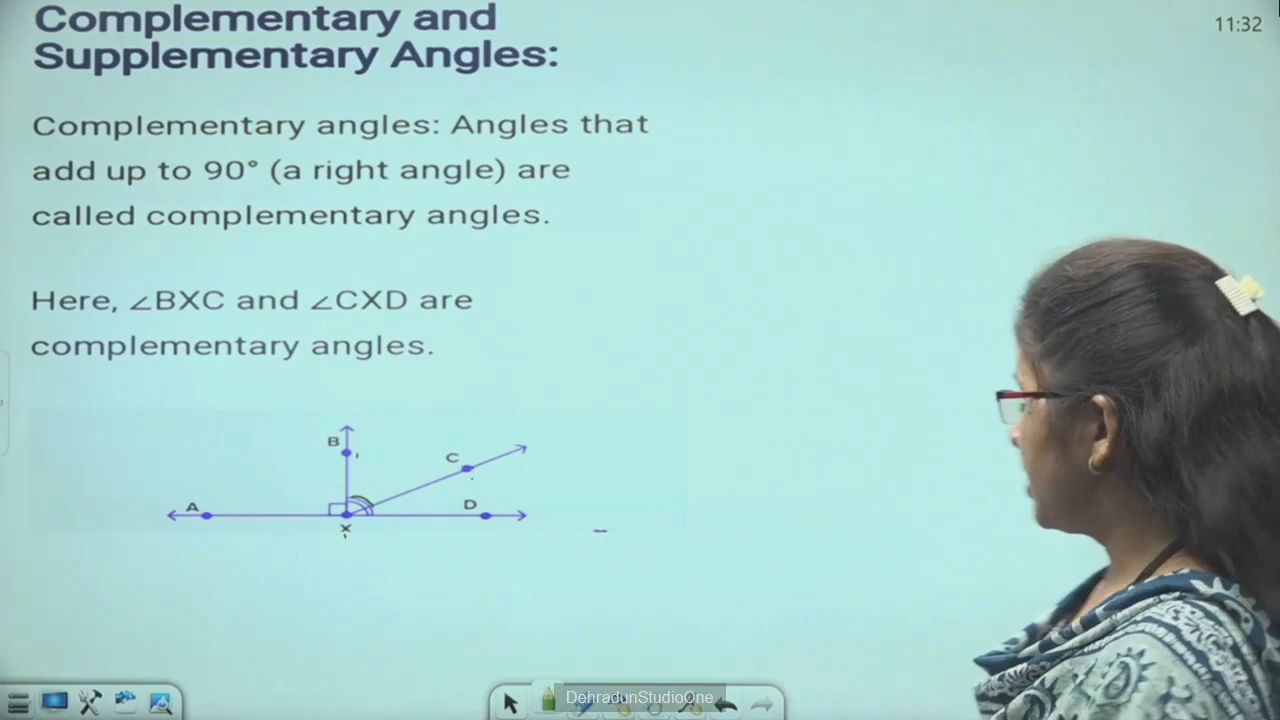 Complementary and
Supplementary Angles:
11:32
Complementary angles: Angles that
add up to 90° (a right angle) are
called complementary angles.
Here, ∠BXC and ∠CXD are
complementary angles.
B
C
A
D
X
DehradunStudioOne